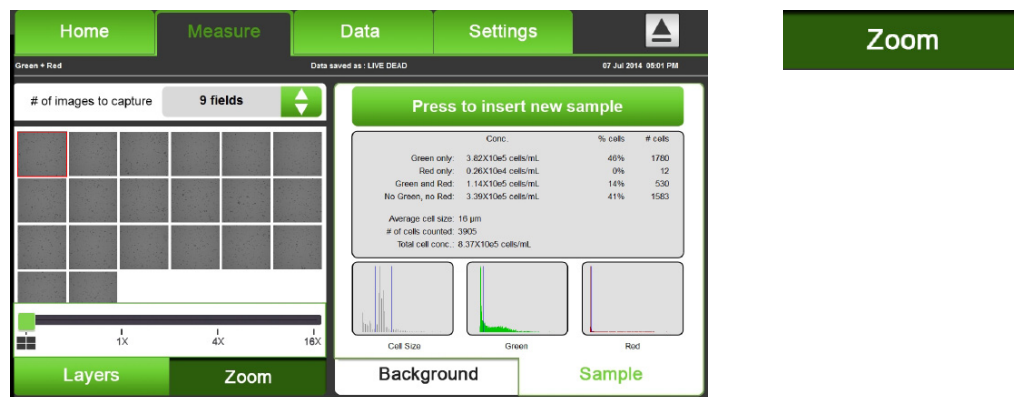 Home Measure Data Settings
Green + Red Data saved as : LIVE DEAD 07 Jul 2014 05:01 PM
# of images to capture 9 fields
Press to insert new sample
Conc. % cells # cells
Green only: 3.82X10e5 cells/mL 46% 1780
Red only: 0.26X10e4 cells/mL 0% 12
Green and Red: 1.14X10e5 cells/mL 14% 530
No Green, no Red: 3.39X10e5 cells/mL 41% 1583
Average cell size: 16 µm
# of cells counted: 3905
Total cell conc.: 8.37X10e5 cells/mL
1X 4X 16X
Cell Size Green Red
Layers Zoom Background Sample
Zoom